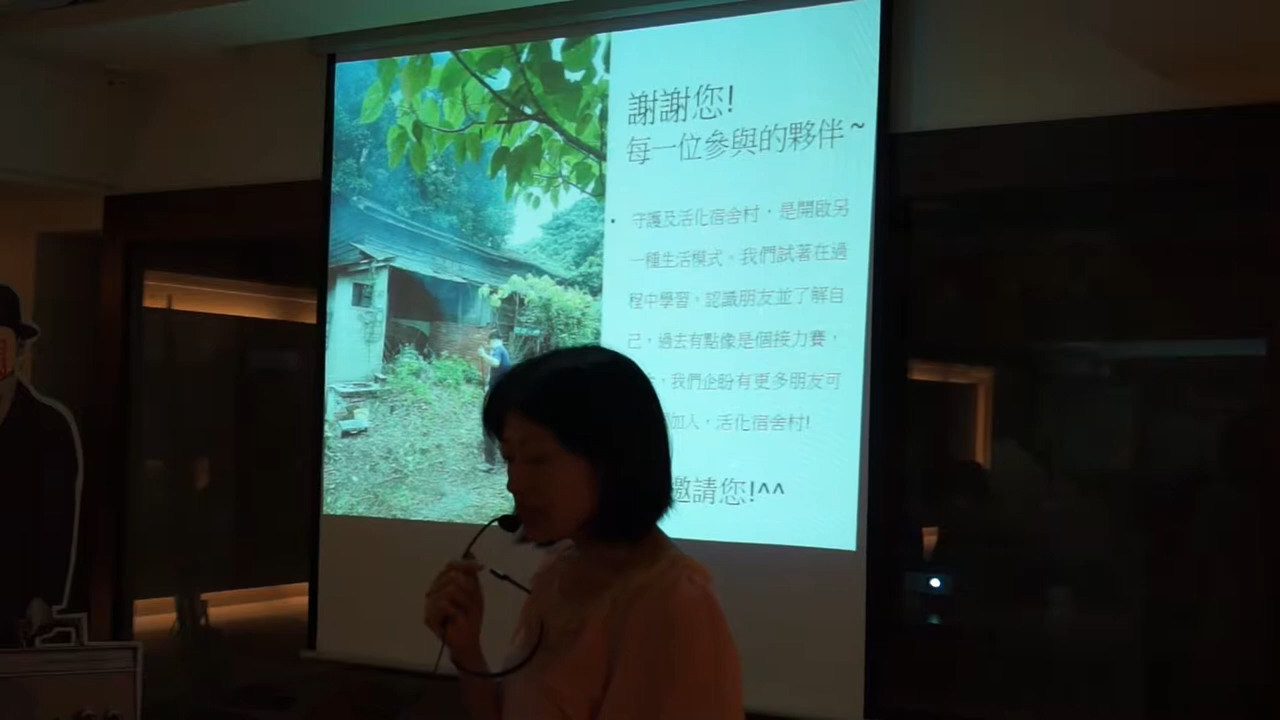 謝謝您!
每一位參與的夥伴~
• 守護及活化宿舍村，是開啟另
一種生活模式。我們試著在過
程中學習。認識朋友並了解自
己，過去有點像是個接力賽，
，我們企盼有更多朋友可
加入，活化宿舍村!
邀請您!^^